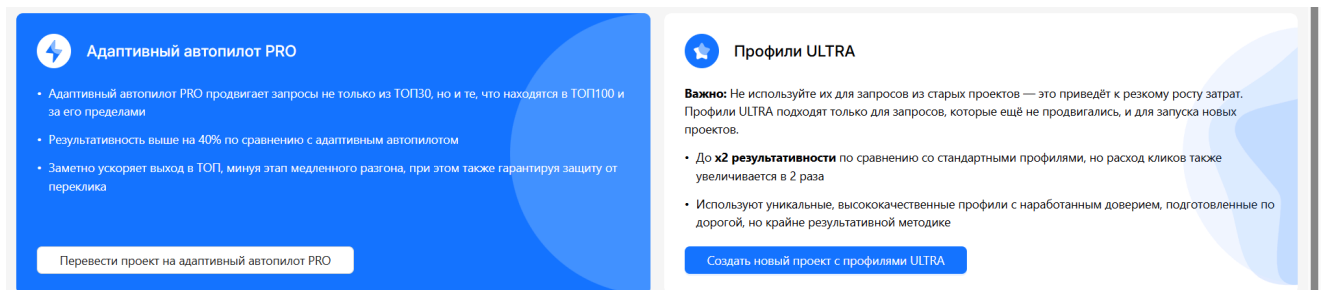 Адаптивный автопилот PRO
• Адаптивный автопилот PRO продвигает запросы не только из ТОП30, но и те, что находятся в ТОП100 и
за его пределами
• Результативность выше на 40% по сравнению с адаптивным автопилотом
• Заметно ускоряет выход в ТОП, минуя этап медленного разгона, при этом также гарантируя защиту от
переклика
Перевести проект на адаптивный автопилот PRO
Профили ULTRA
Важно: Не используйте их для запросов из старых проектов — это приведёт к резкому росту затрат.
Профили ULTRA подходят только для запросов, которые ещё не продвигались, и для запуска новых
проектов.
• До x2 результативности по сравнению со стандартными профилями, но расход кликов также
увеличивается в 2 раза
• Используют уникальные, высококачественные профили с наработанным доверием, подготовленные по
дорогой, но крайне результативной методике
Создать новый проект с профилями ULTRA